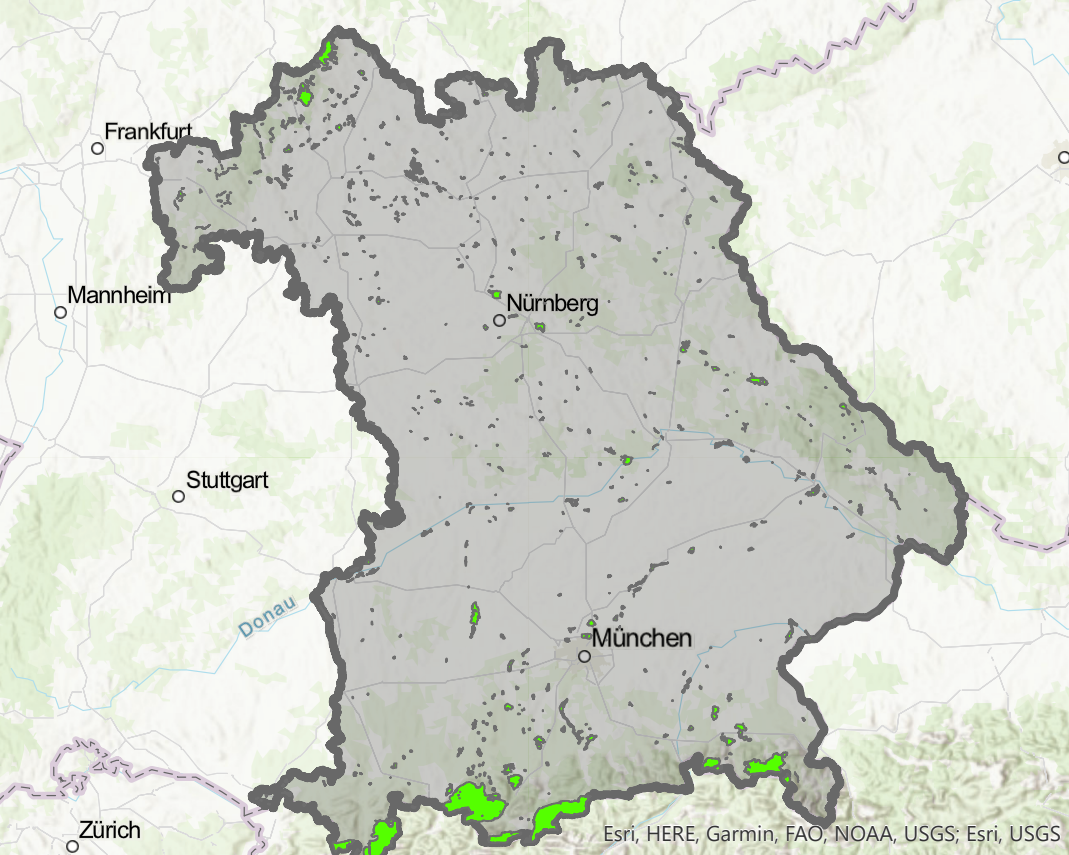 Frankfurt
Mannheim
Nürnberg
Stuttgart
Donau
München
Zürich
Esri, HERE, Garmin, FAO, NOAA, USGS; Esri, USGS